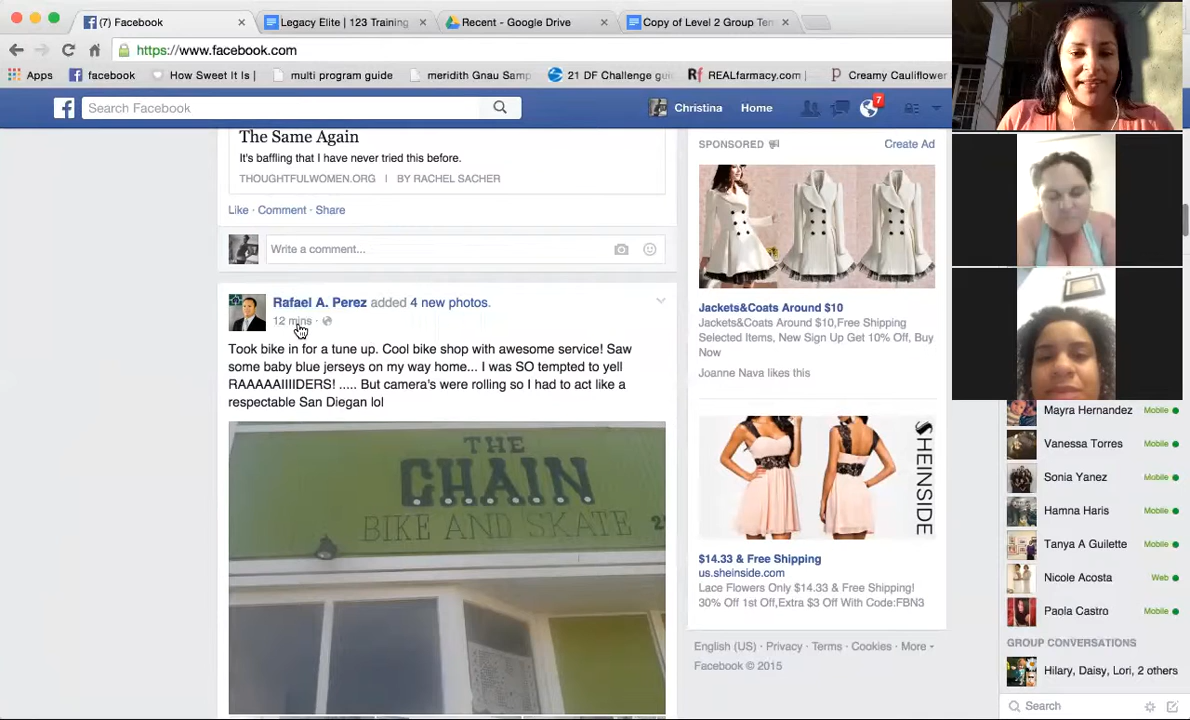 (7) Facebook
Legacy Elite | 123 Training
Recent - Google Drive
Copy of Level 2 Group Tem
https://www.facebook.com
Apps
facebook
How Sweet It Is |
multi program guide
meridith Gnau Samp
21 DF Challenge gui
REALfarmacy.com |
Creamy Cauliflower
Search Facebook
Christina
Home
7
The Same Again
It's baffling that I have never tried this before.
THOUGHTFULWOMEN.ORG | BY RACHEL SACHER
Like · Comment · Share
Write a comment...
Rafael A. Perez added 4 new photos.
12 mins ·
Took bike in for a tune up. Cool bike shop with awesome service! Saw
some baby blue jerseys on my way home... I was SO tempted to yell
RAAAAAIIIIDERS! ..... But camera's were rolling so I had to act like a
respectable San Diegan lol
THE
CHAIN
BIKE AND SKATE
SPONSORED
Create Ad
Jackets&Coats Around $10
Jackets&Coats Around $10,Free Shipping
Selected Items, New Sign Up Get 10% Off, Buy
Now
Joanne Nava likes this
SHEINSIDE
$14.33 & Free Shipping
us.sheinside.com
Lace Flowers Only $14.33 & Free Shipping!
30% Off 1st Off,Extra $3 Off With Code:FBN3
English (US) · Privacy · Terms · Cookies · More
Facebook © 2015
Mayra Hernandez Mobile
Vanessa Torres Mobile
Sonia Yanez Mobile
Hamna Haris Mobile
Tanya A Guilette Mobile
Nicole Acosta Web
Paola Castro Mobile
GROUP CONVERSATIONS
Hilary, Daisy, Lori, 2 others
Search